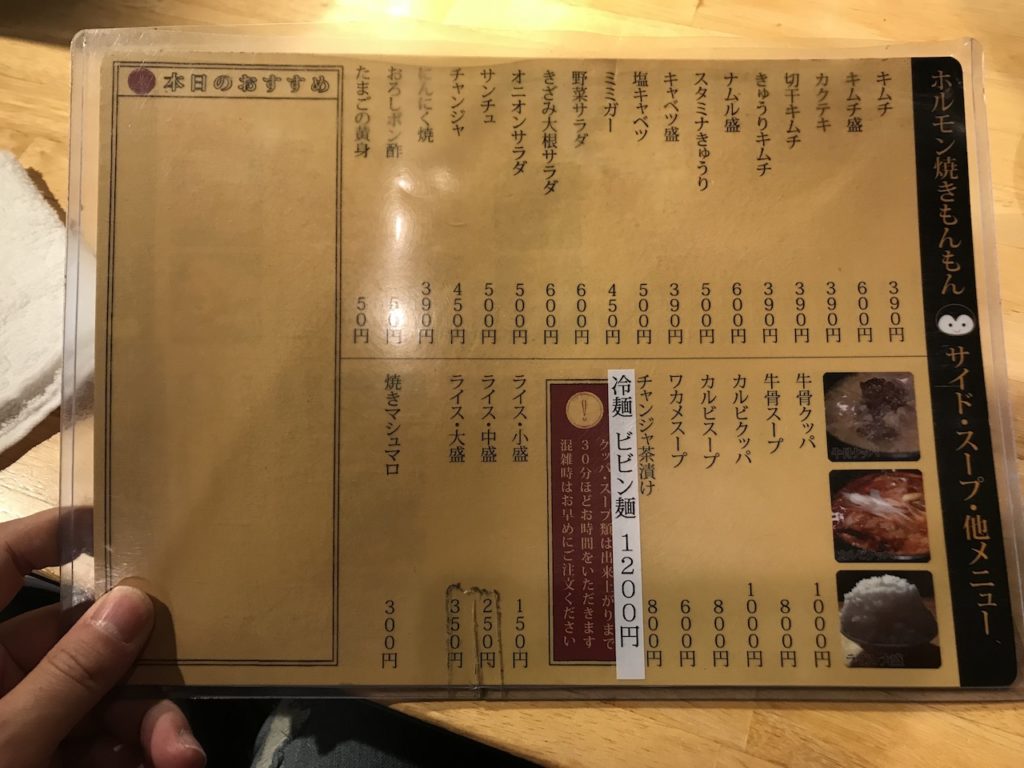 ホルモン焼きもんもん サイド・スープ・他メニュー
キムチ 390円
キムチ盛 600円
カクテキ 390円
切干キムチ 390円
きゅうりキムチ 390円
ナムル盛 600円
スタミナきゅうり 500円
キャベツ盛 390円
塩キャベツ 500円
ミミガー 450円
野菜サラダ 600円
きざみ大根サラダ 600円
オニオンサラダ 500円
サンチュ 500円
チャンジャ 450円
にんにく焼 390円
おろしポン酢 50円
たまごの黄身 50円
牛骨クッパ 1000円
牛骨スープ 800円
カルビクッパ 1000円
カルビスープ 800円
ワカメスープ 600円
チャンジャ茶漬け 800円
冷麺 ビビン麺 1200円
クッパ・スープ類は出来上がりまで
30分ほどお時間をいただきます
混雑時はお早めにご注文ください
ライス・小盛 150円
ライス・中盛 250円
ライス・大盛 350円
焼きマシュマロ 300円
本日のおすすめ